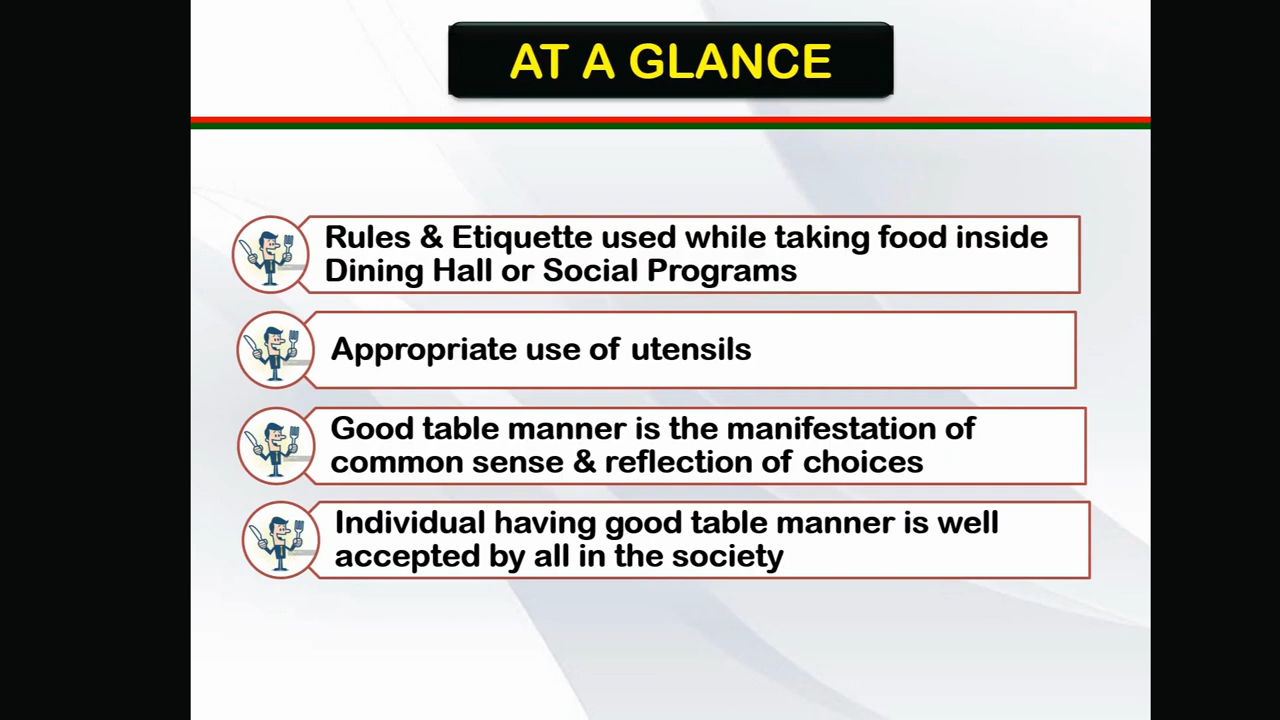 AT A GLANCE
Rules & Etiquette used while taking food inside
Dining Hall or Social Programs
Appropriate use of utensils
Good table manner is the manifestation of
common sense & reflection of choices
Individual having good table manner is well
accepted by all in the society